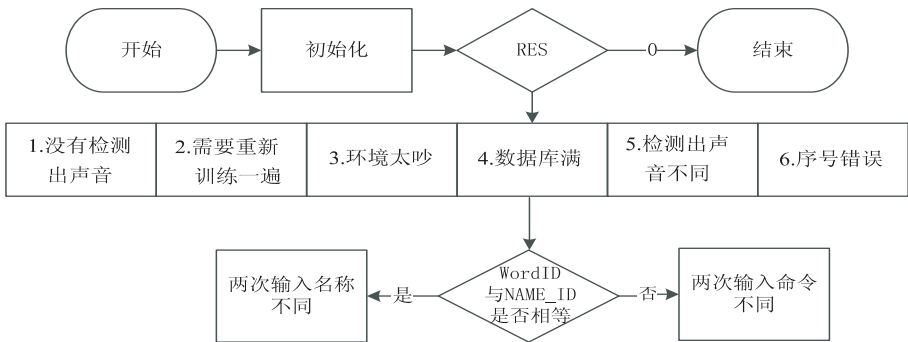 开始
初始化
RES
0
结束
1.没有检测
出声音
2.需要重新
训练一遍
3.环境太吵
4.数据库满
5.检测出声
音不同
6.序号错误
两次输入名称
不同
是
WordID
与NAME_ID
是否相等
否
两次输入命令
不同